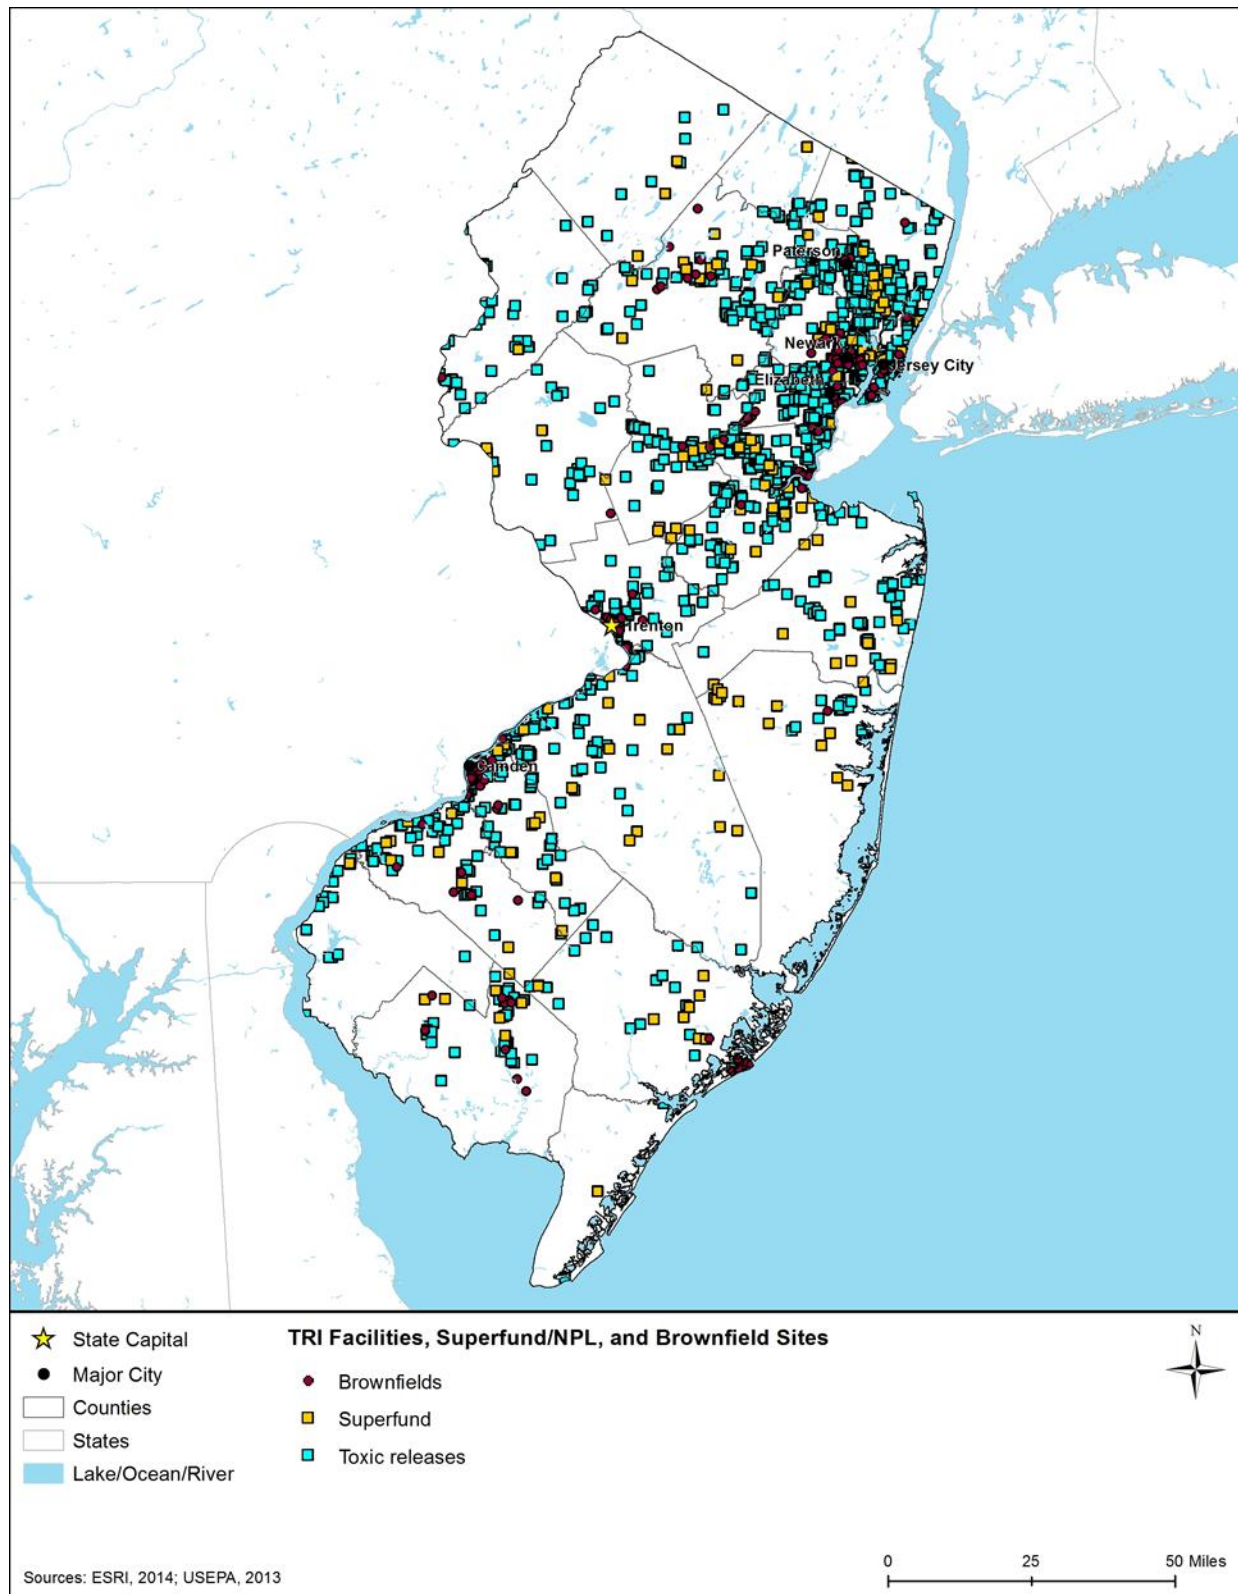 Paterson
Newark
Jersey City
Elizabeth
Trenton
Camden
State Capital
Major City
Counties
States
Lake/Ocean/River
TRI Facilities, Superfund/NPL, and Brownfield Sites
Brownfields
Superfund
Toxic releases
N
0 25 50 Miles
Sources: ESRI, 2014; USEPA, 2013